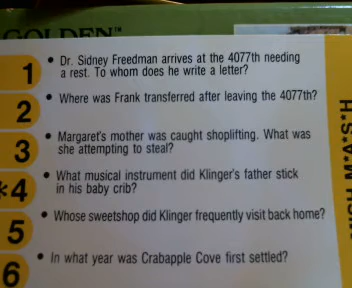 GOLDEN™
1 • Dr. Sidney Freedman arrives at the 4077th needing
a rest. To whom does he write a letter?
2 • Where was Frank transferred after leaving the 4077th?
3 • Margaret's mother was caught shoplifting. What was
she attempting to steal?
*4 • What musical instrument did Klinger's father stick
in his baby crib?
5 • Whose sweetshop did Klinger frequently visit back home?
6 • In what year was Crabapple Cove first settled?
M*A*S*H